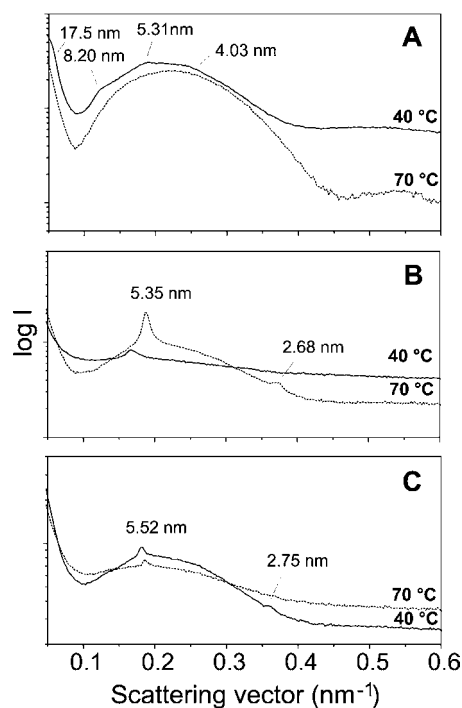 A
17.5 nm
5.31nm
8.20 nm
4.03 nm
40 °C
70 °C
B
5.35 nm
2.68 nm
40 °C
70 °C
log I
C
5.52 nm
2.75 nm
70 °C
40 °C
0.1 0.2 0.3 0.4 0.5 0.6
Scattering vector (nm⁻¹)